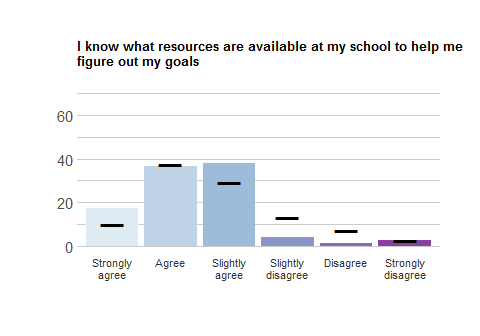 I know what resources are available at my school to help me
figure out my goals
60
40
20
0
Strongly
agree
Agree
Slightly
agree
Slightly
disagree
Disagree
Strongly
disagree